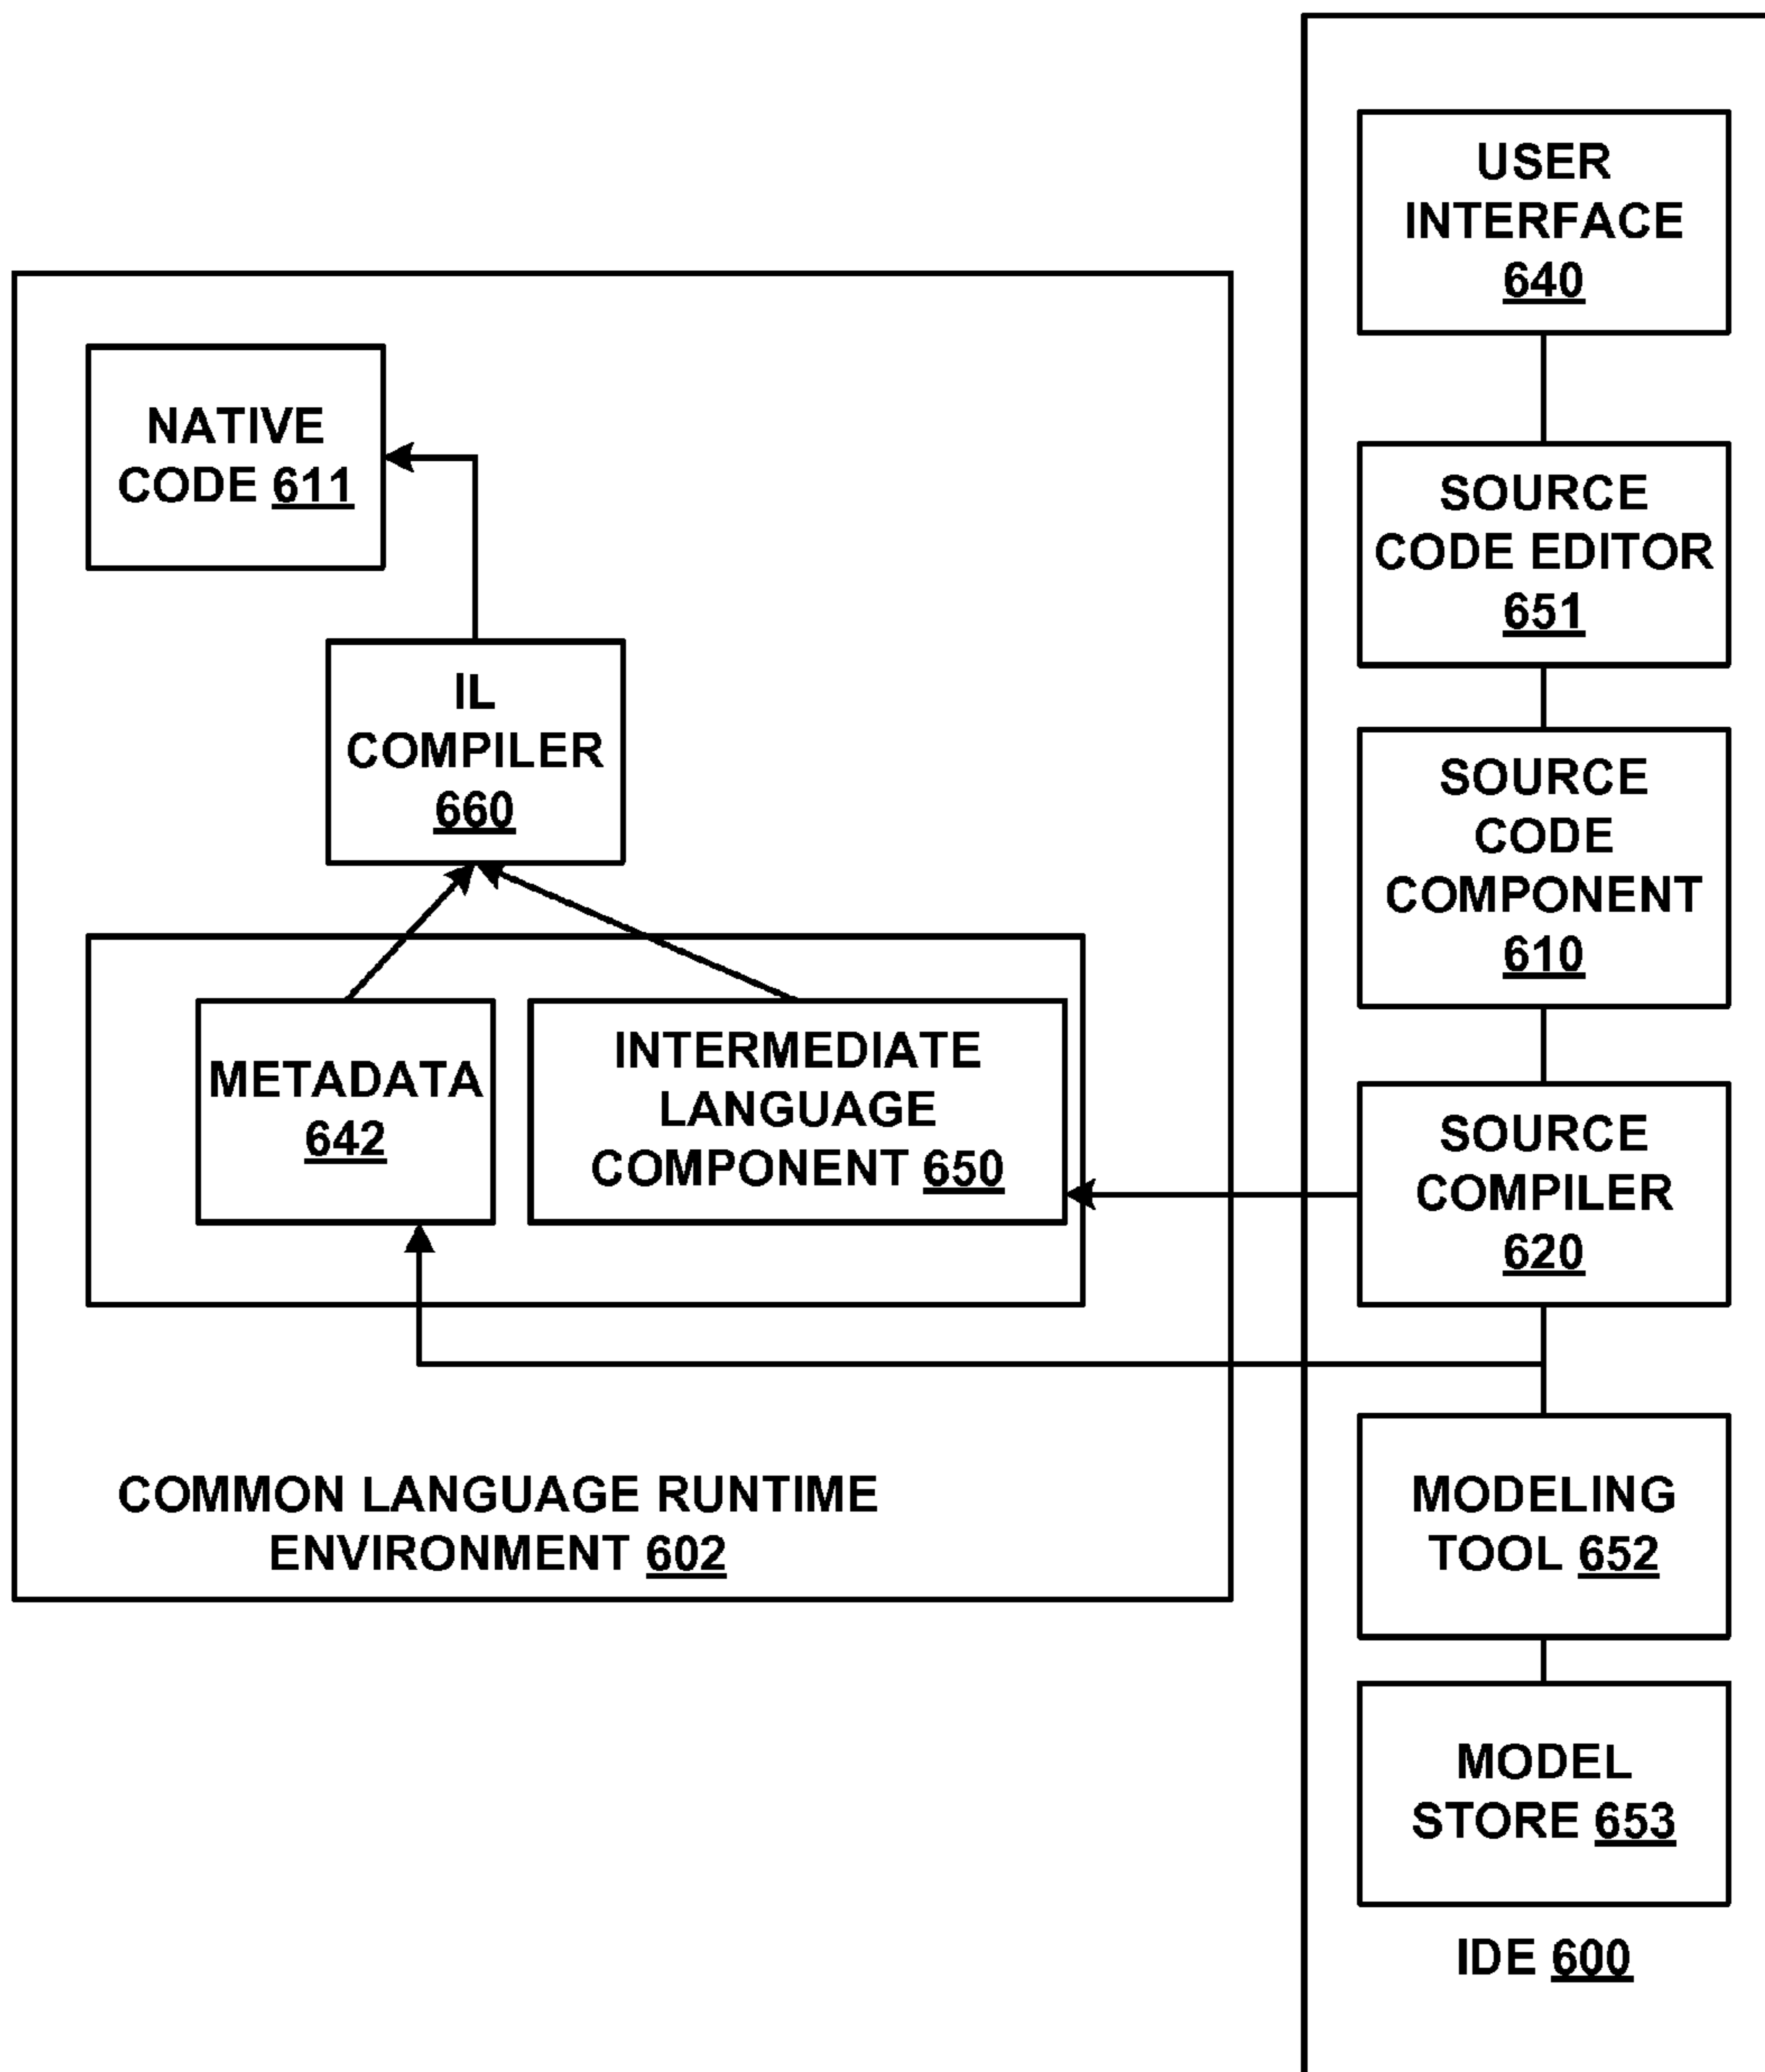 USER
INTERFACE
640
NATIVE
CODE 611
SOURCE
CODE EDITOR
651
IL
COMPILER
660
SOURCE
CODE
COMPONENT
610
METADATA
642
INTERMEDIATE
LANGUAGE
COMPONENT 650
SOURCE
COMPILER
620
COMMON LANGUAGE RUNTIME
ENVIRONMENT 602
MODELING
TOOL 652
MODEL
STORE 653
IDE 600